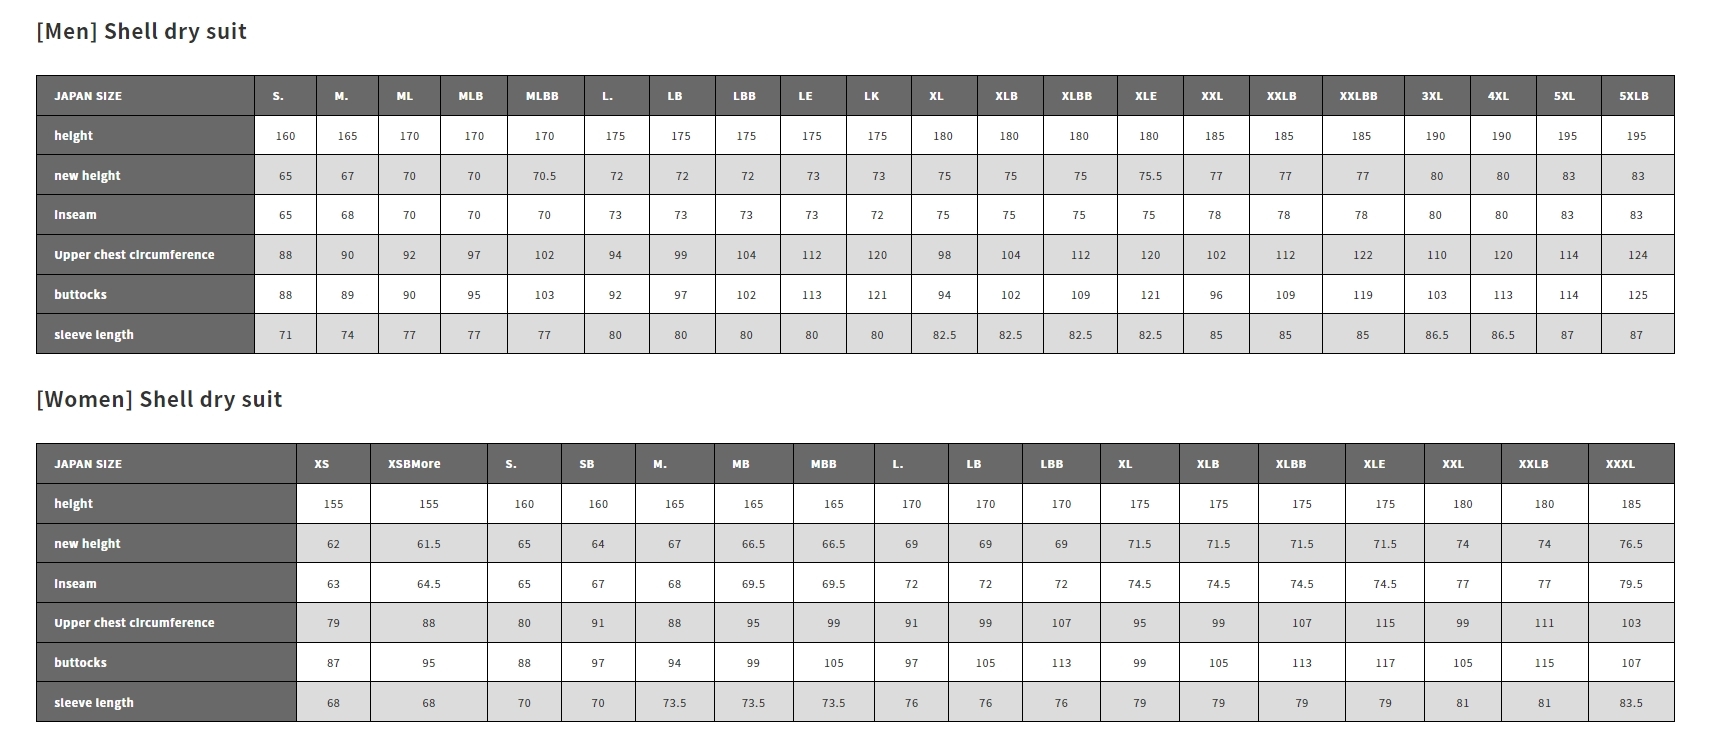 [Men] Shell dry suit
JAPAN SIZE S. M. ML MLB MLBB L. LB LBB LE LK XL XLB XLBB XLE XXL XXLB XXLBB 3XL 4XL 5XL 5XLB
height 160 165 170 170 170 175 175 175 175 175 180 180 180 180 185 185 185 190 190 195 195
new height 65 67 70 70 70.5 72 72 72 73 73 75 75 75 75.5 77 77 77 80 80 83 83
Inseam 65 68 70 70 70 73 73 73 73 72 75 75 75 75 78 78 78 80 80 83 83
Upper chest circumference 88 90 92 97 102 94 99 104 112 120 98 104 112 120 102 112 122 110 120 114 124
buttocks 88 89 90 95 103 92 97 102 113 121 94 102 109 121 96 109 119 103 113 114 125
sleeve length 71 74 77 77 77 80 80 80 80 80 82.5 82.5 82.5 82.5 85 85 85 86.5 86.5 87 87
[Women] Shell dry suit
JAPAN SIZE XS XSBMore S. SB M. MB MBB L. LB LBB XL XLB XLBB XLE XXL XXLB XXXL
height 155 155 160 160 165 165 165 170 170 170 175 175 175 175 180 180 185
new height 62 61.5 65 64 67 66.5 66.5 69 69 69 71.5 71.5 71.5 71.5 74 74 76.5
Inseam 63 64.5 65 67 68 69.5 69.5 72 72 72 74.5 74.5 74.5 74.5 77 77 79.5
Upper chest circumference 79 88 80 91 88 95 99 91 99 107 95 99 107 115 99 111 103
buttocks 87 95 88 97 94 99 105 97 105 113 99 105 113 117 105 115 107
sleeve length 68 68 70 70 73.5 73.5 73.5 76 76 76 79 79 79 79 81 81 83.5